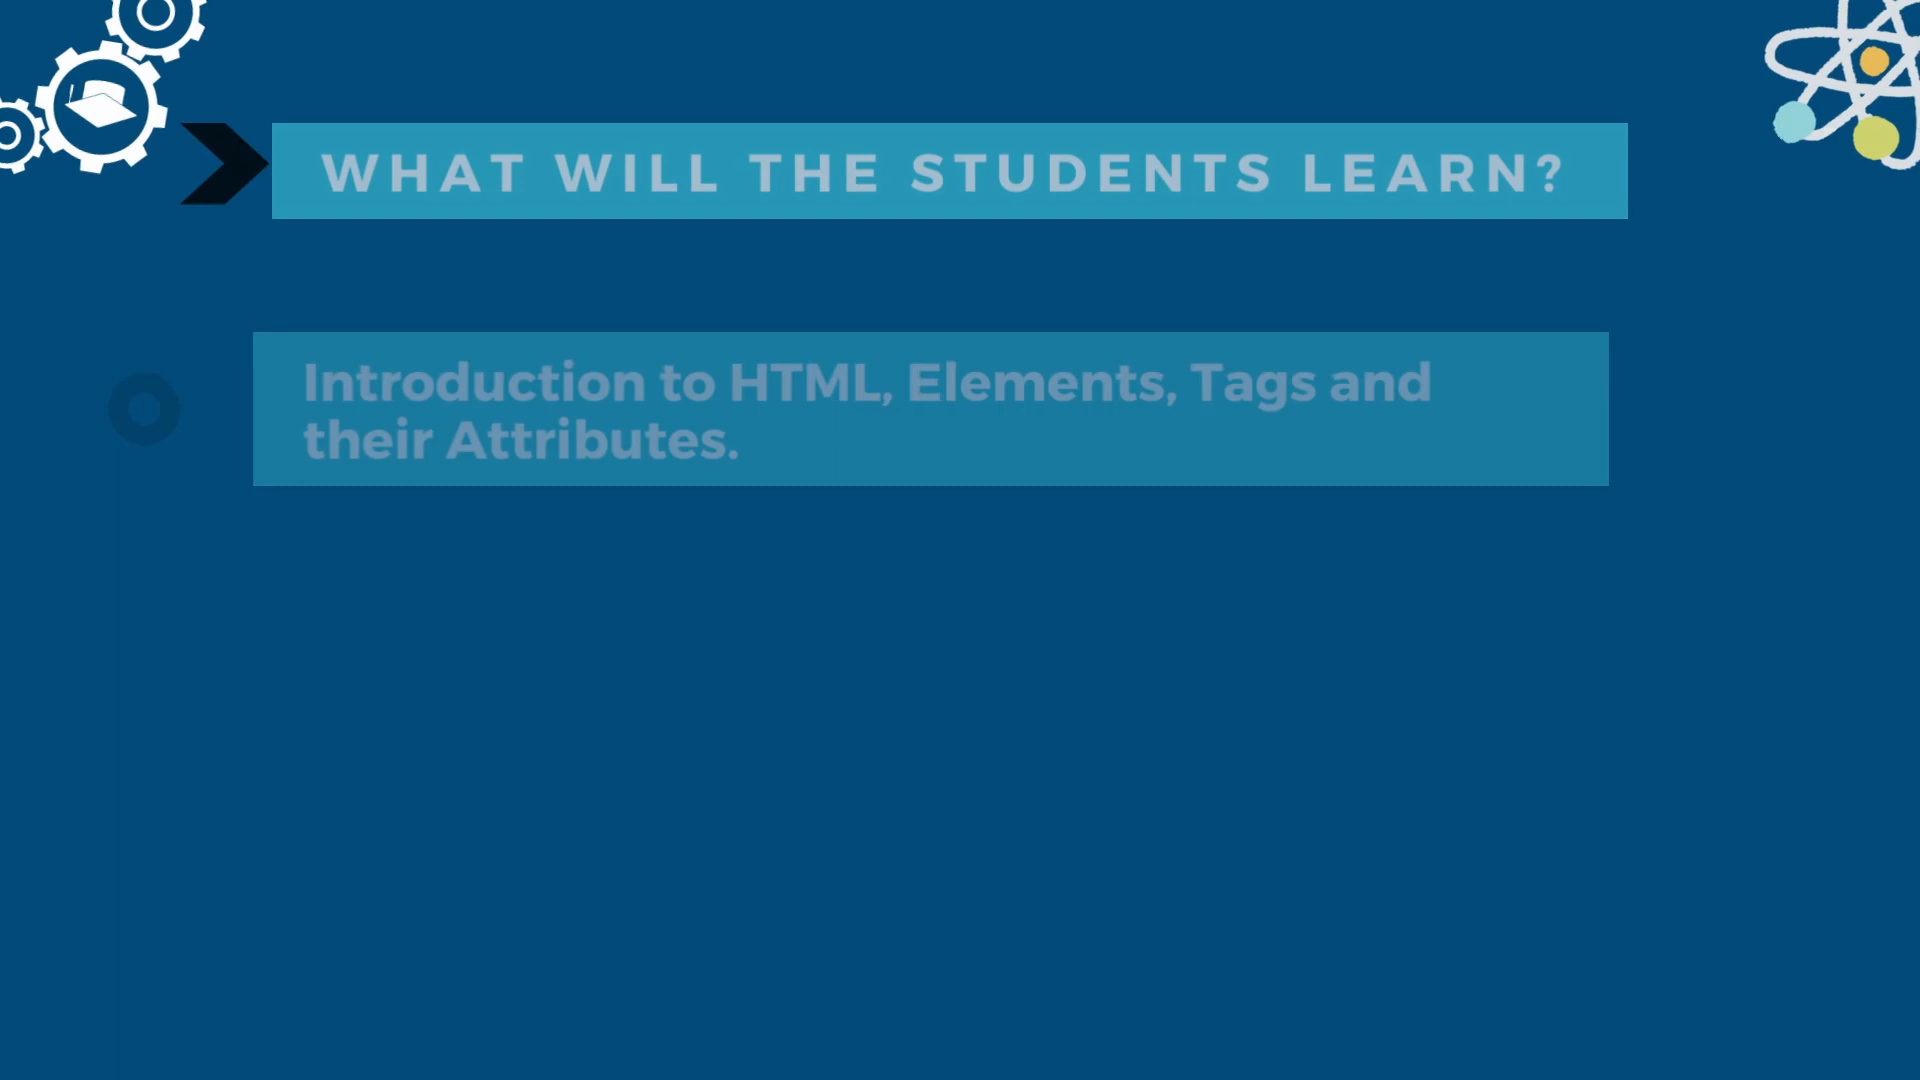 WHAT WILL THE STUDENTS LEARN?
Introduction to HTML, Elements, Tags and
their Attributes.